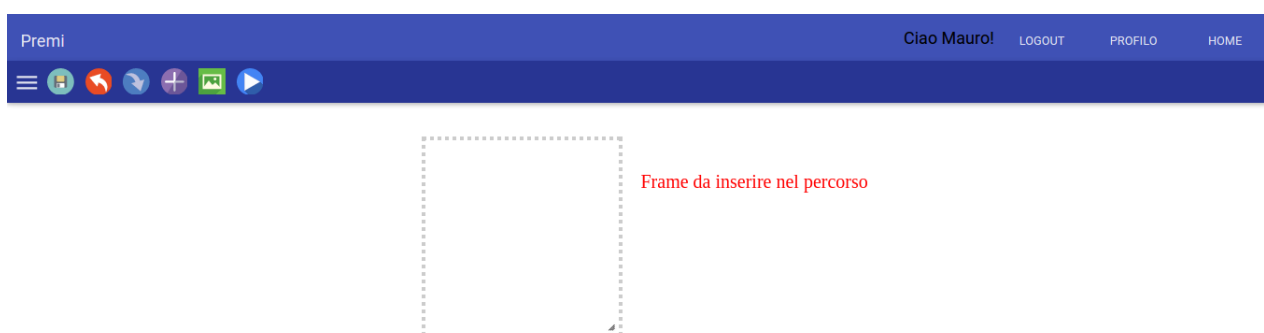 Premi
Ciao Mauro! LOGOUT PROFILO HOME
Frame da inserire nel percorso